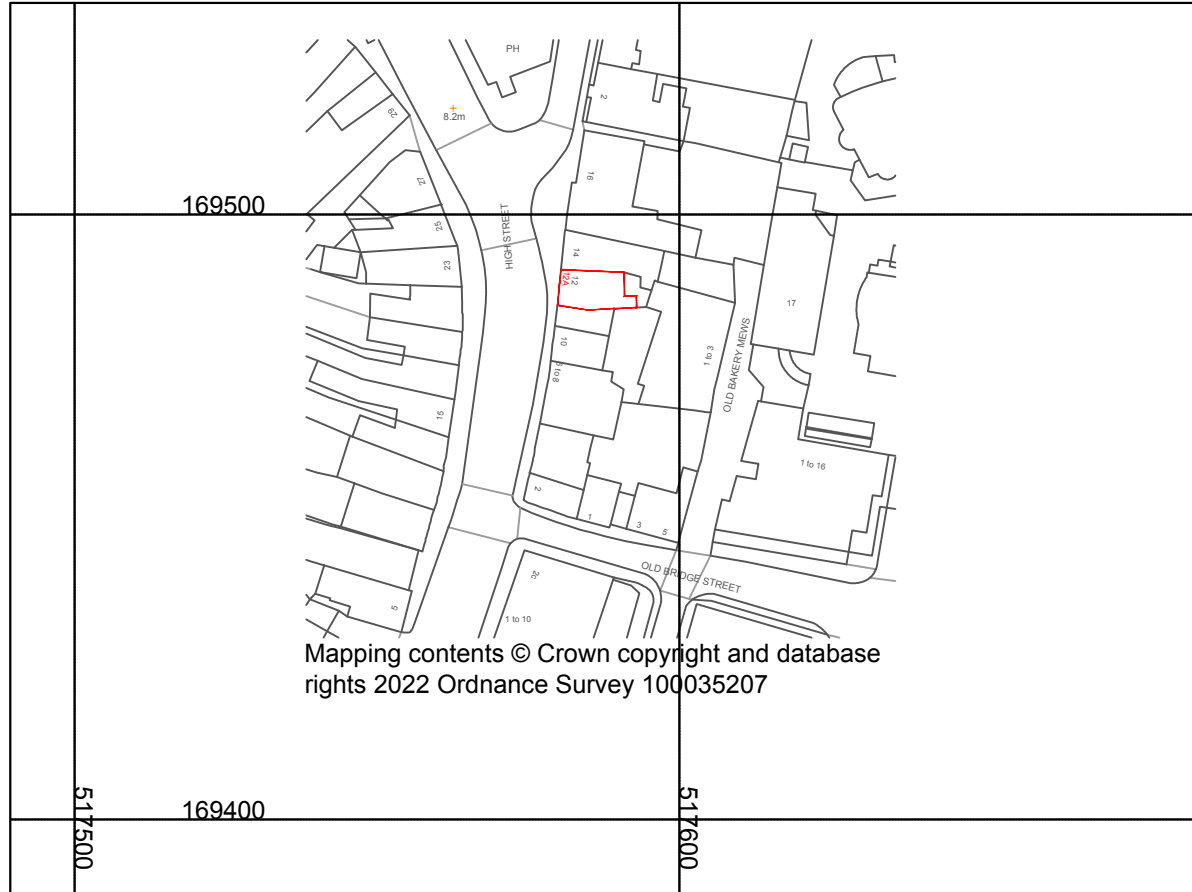 PH
2
29
8.2m
27
16
169500
HIGH STREET
25
14
23
12
12A
17
10
1 to 3
OLD BAKERY MEWS
6 to 8
15
1 to 16
2
1
3
5
OLD BRIDGE STREET
2c
5
1 to 10
Mapping contents © Crown copyright and database
rights 2022 Ordnance Survey 100035207
169400
517500
517600